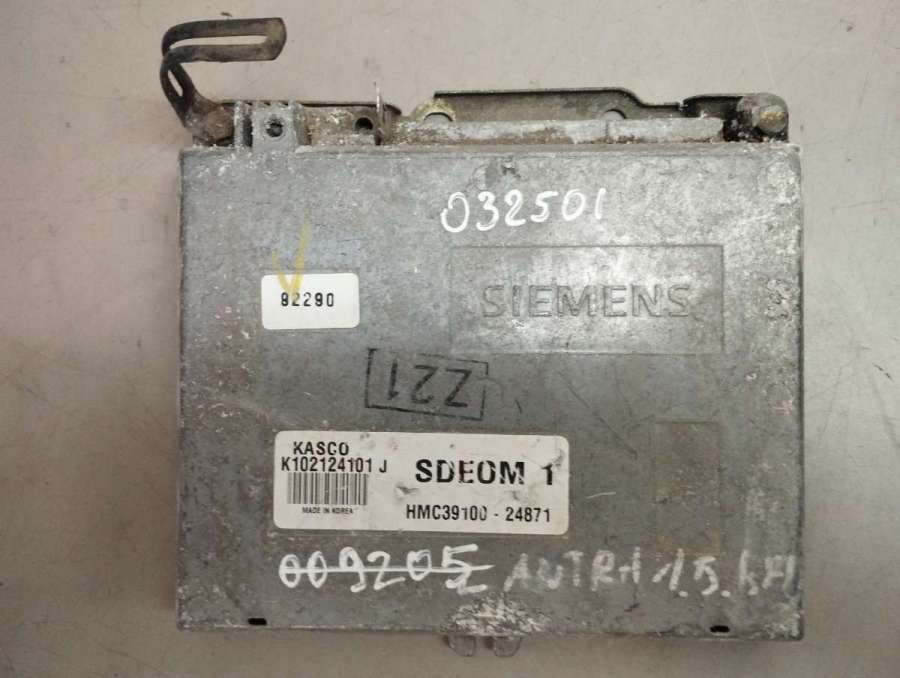 032501
SIEMENS
92290
Z21
KASCO
K102124101 J
SDEOM 1
MADE IN KOREA
HMC39100 - 24871
009205